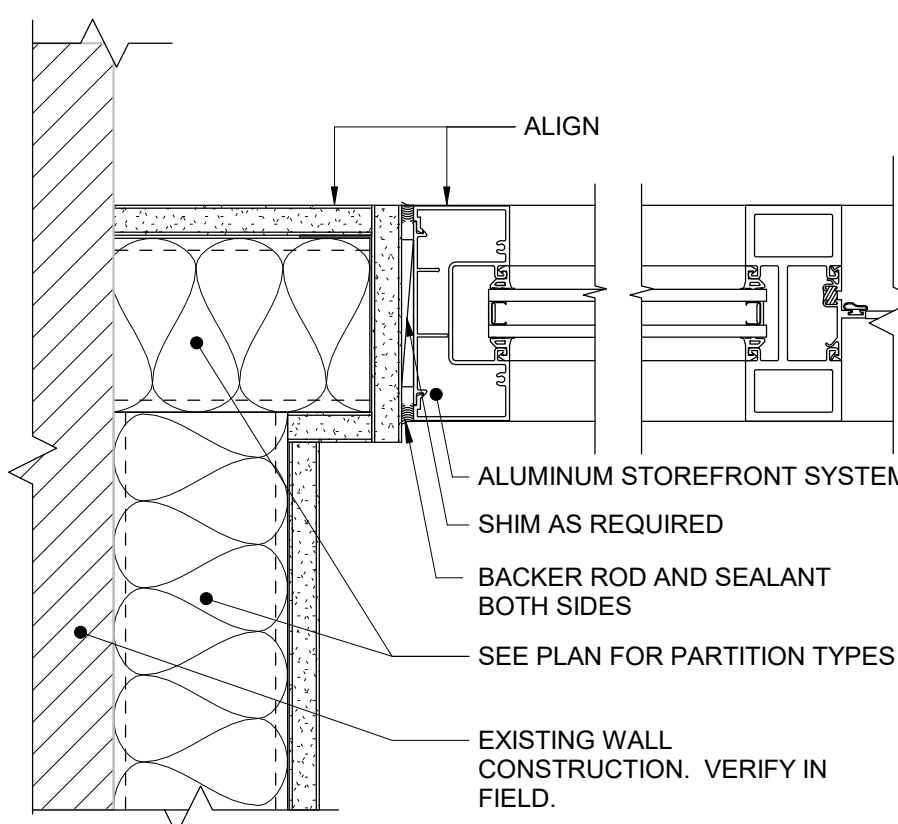 ALIGN
ALUMINUM STOREFRONT SYSTEM
SHIM AS REQUIRED
BACKER ROD AND SEALANT
BOTH SIDES
SEE PLAN FOR PARTITION TYPES
EXISTING WALL
CONSTRUCTION. VERIFY IN
FIELD.